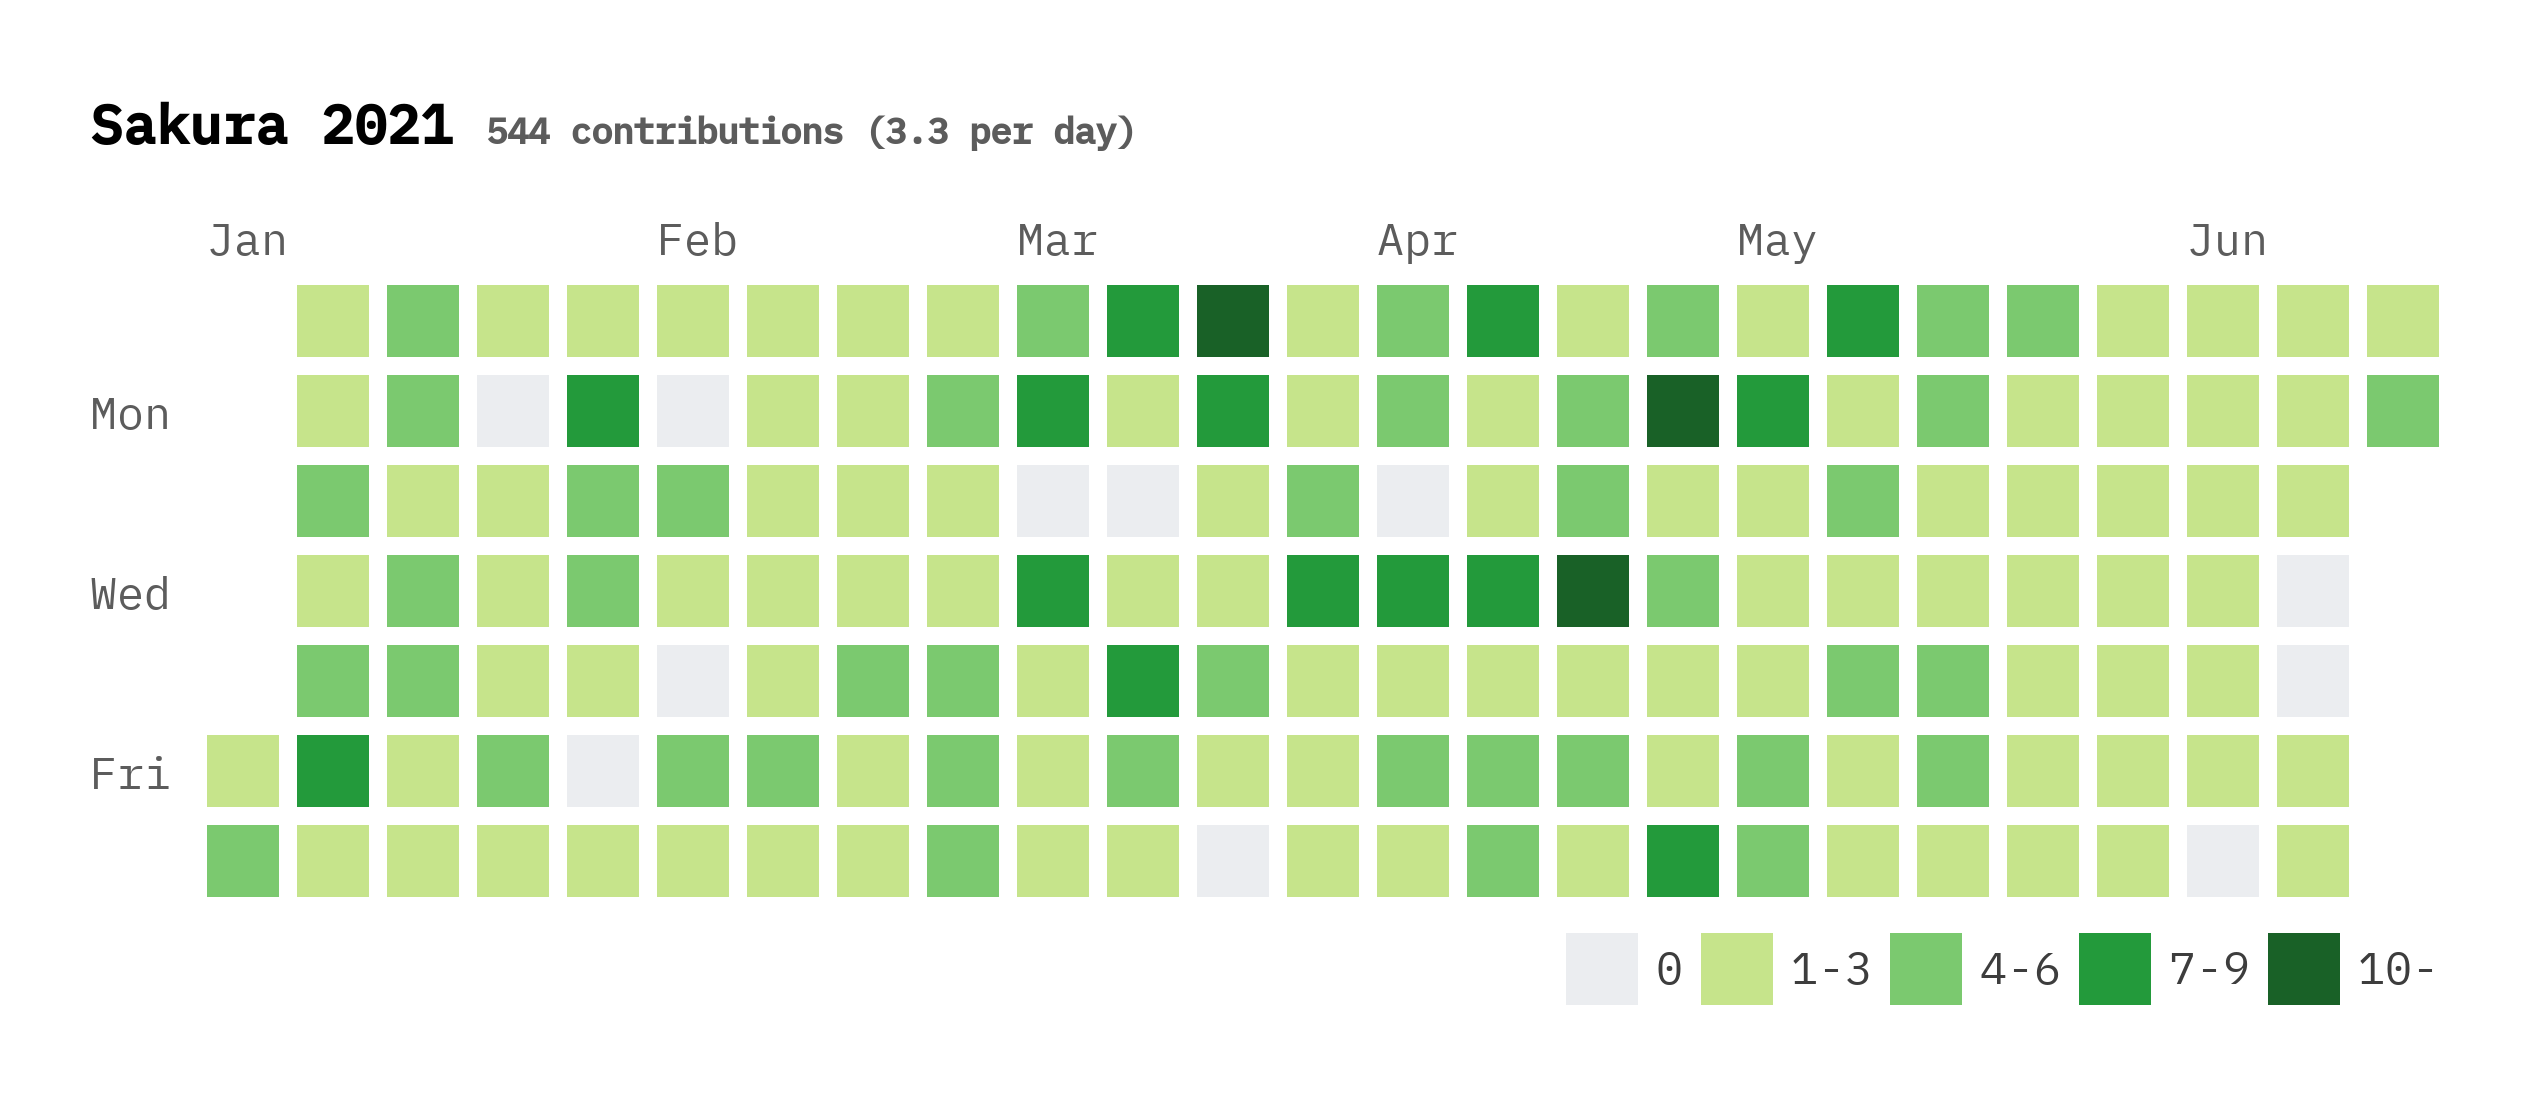 Sakura 2021 544 contributions (3.3 per day)
Jan Feb Mar Apr May Jun
Mon
Wed
Fri
0 1-3 4-6 7-9 10-